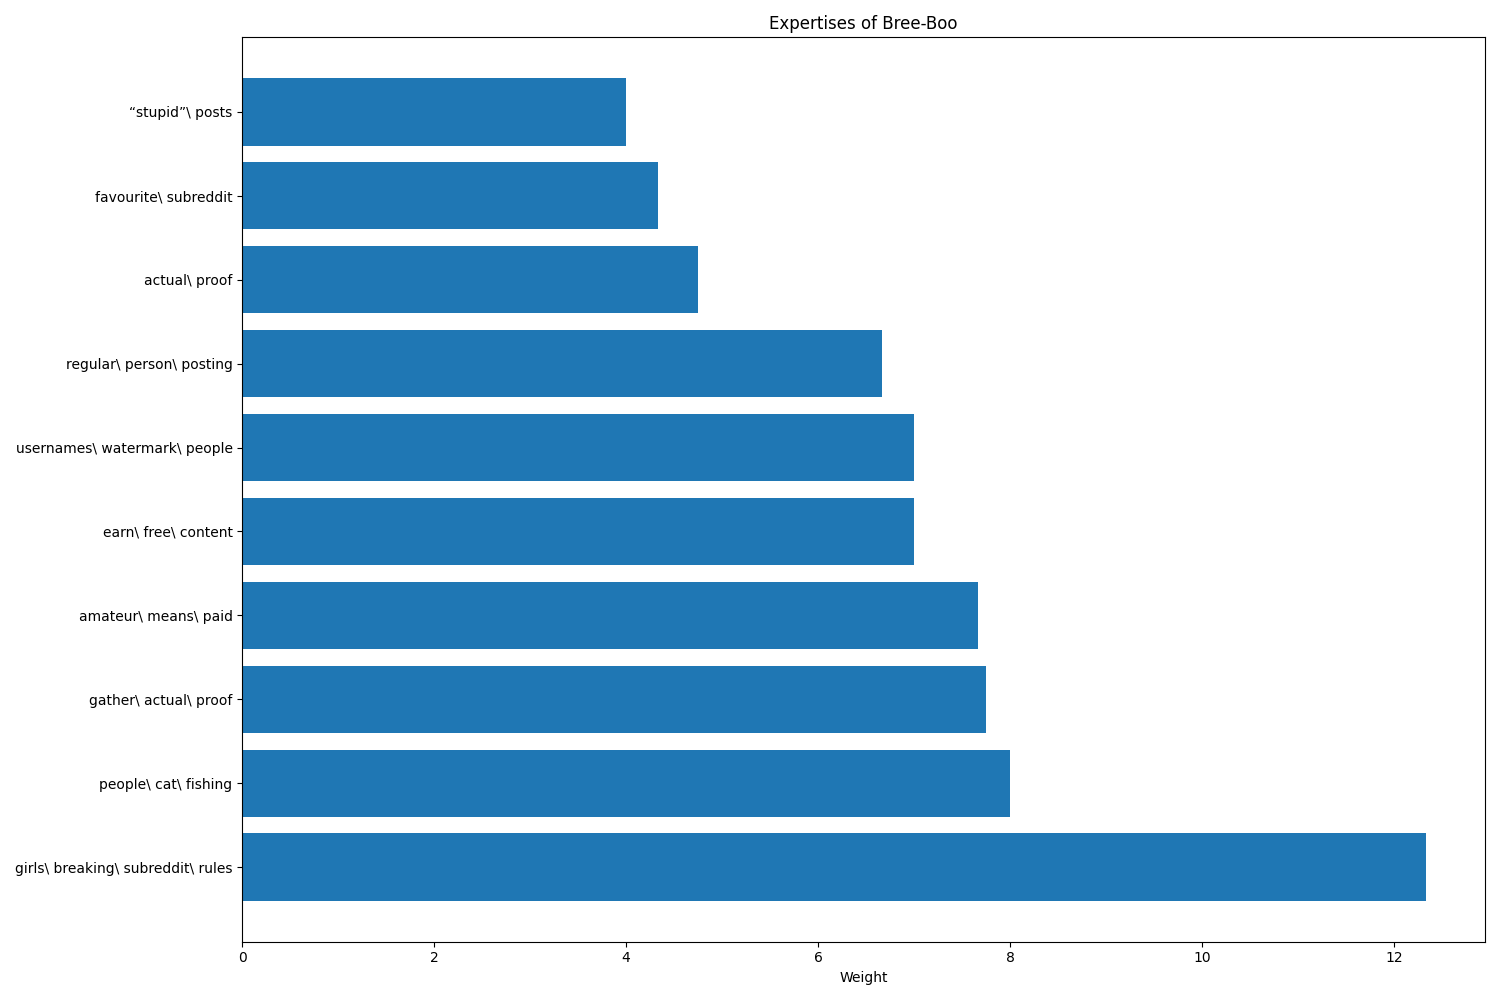 Expertises of Bree-Boo
“stupid”\ posts
favourite\ subreddit
actual\ proof
regular\ person\ posting
usernames\ watermark\ people
earn\ free\ content
amateur\ means\ paid
gather\ actual\ proof
people\ cat\ fishing
girls\ breaking\ subreddit\ rules
0 2 4 6 8 10 12
Weight